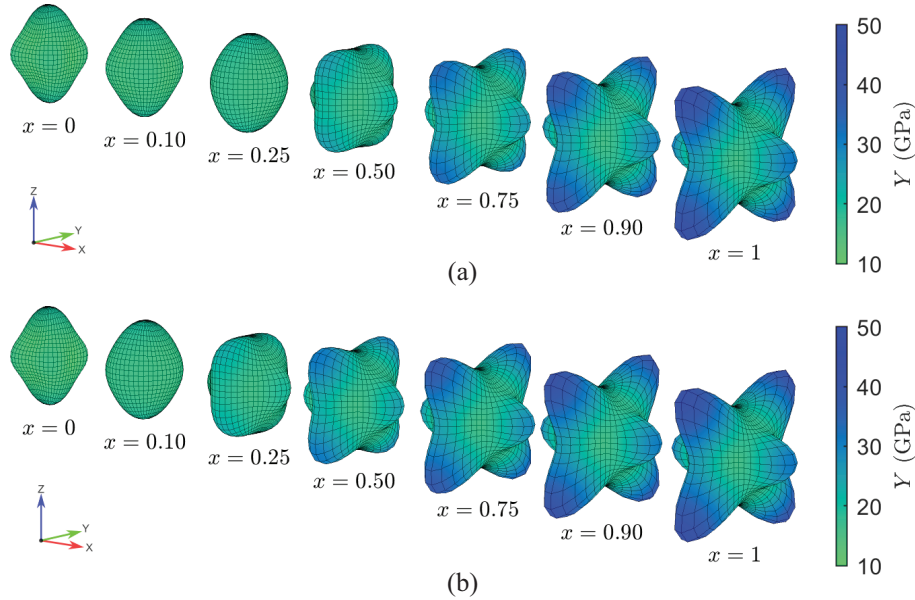 x = 0
x = 0.10
x = 0.25
x = 0.50
x = 0.75
x = 0.90
x = 1
Z
Y
X
50
40
30
20
10
Y (GPa)
(a)
x = 0
x = 0.10
x = 0.25
x = 0.50
x = 0.75
x = 0.90
x = 1
Z
Y
X
50
40
30
20
10
Y (GPa)
(b)